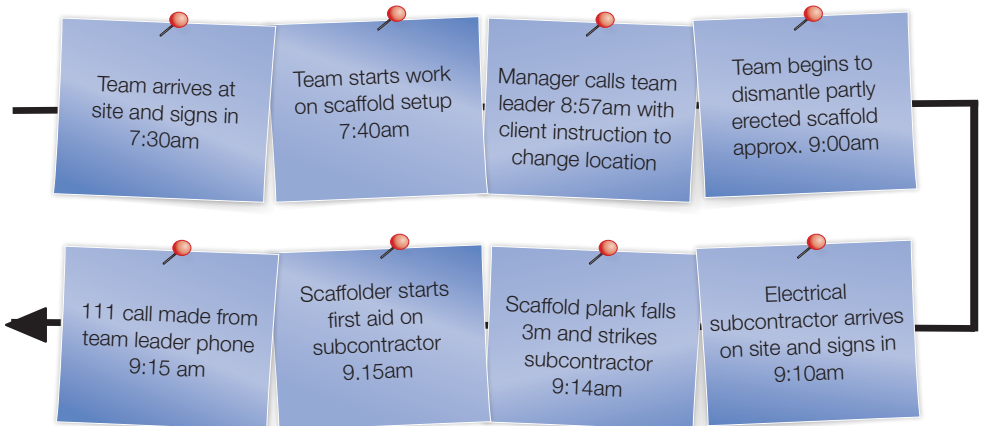 Team arrives at
site and signs in
7:30am
Team starts work
on scaffold setup
7:40am
Manager calls team
leader 8:57am with
client instruction to
change location
Team begins to
dismantle partly
erected scaffold
approx. 9:00am
Electrical
subcontractor arrives
on site and signs in
9:10am
Scaffold plank falls
3m and strikes
subcontractor
9:14am
Scaffolder starts
first aid on
subcontractor
9.15am
111 call made from
team leader phone
9:15 am